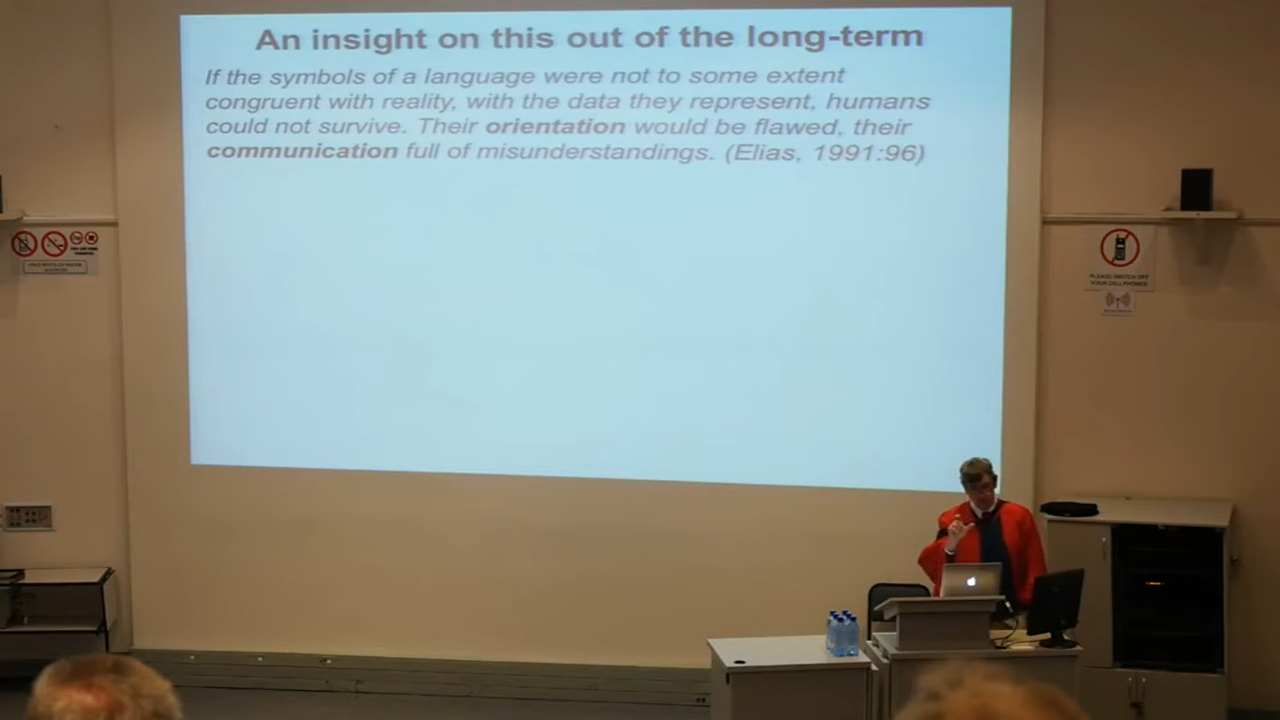 An insight on this out of the long-term
If the symbols of a language were not to some extent
congruent with reality, with the data they represent, humans
could not survive. Their orientation would be flawed, their
communication full of misunderstandings. (Elias, 1991:96)
PLEASE SWITCH OFF
YOUR CELLPHONES